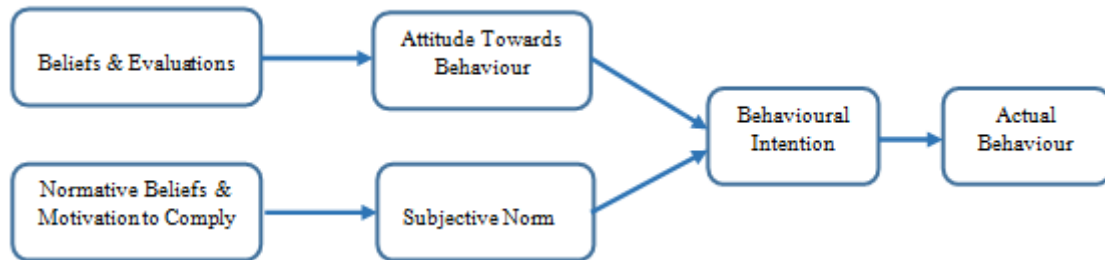 Beliefs & Evaluations
Attitude Towards
Behaviour
Normative Beliefs &
Motivation to Comply
Subjective Norm
Behavioural
Intention
Actual
Behaviour